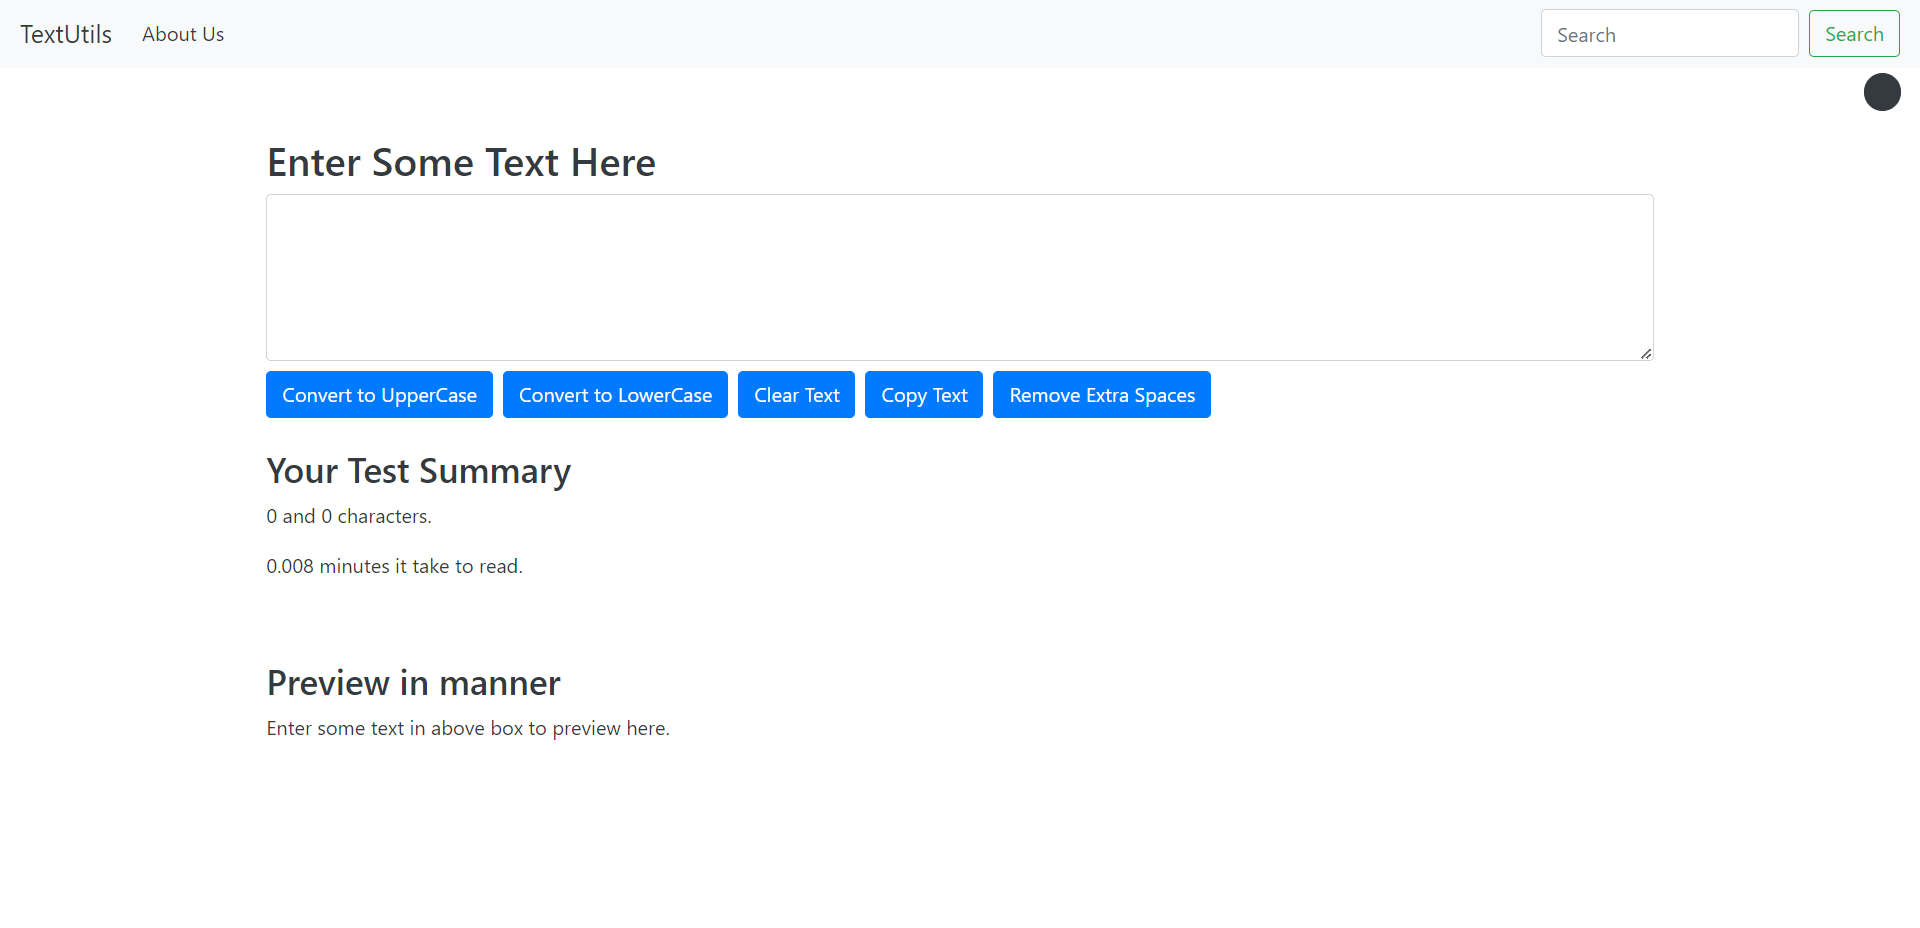 TextUtils About Us Search Search
Enter Some Text Here
Convert to UpperCase Convert to LowerCase Clear Text Copy Text Remove Extra Spaces
Your Test Summary
0 and 0 characters.
0.008 minutes it take to read.
Preview in manner
Enter some text in above box to preview here.